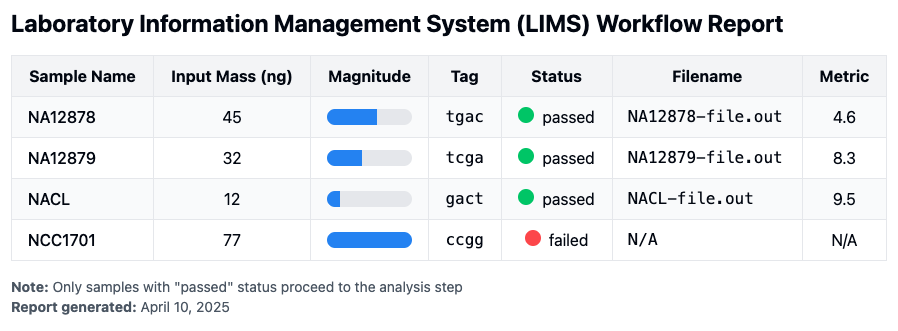 Laboratory Information Management System (LIMS) Workflow Report
Sample Name Input Mass (ng) Magnitude Tag Status Filename Metric
NA12878 45 tgac passed NA12878-file.out 4.6
NA12879 32 tcga passed NA12879-file.out 8.3
NACL 12 gact passed NACL-file.out 9.5
NCC1701 77 ccgg failed N/A N/A
Note: Only samples with "passed" status proceed to the analysis step
Report generated: April 10, 2025